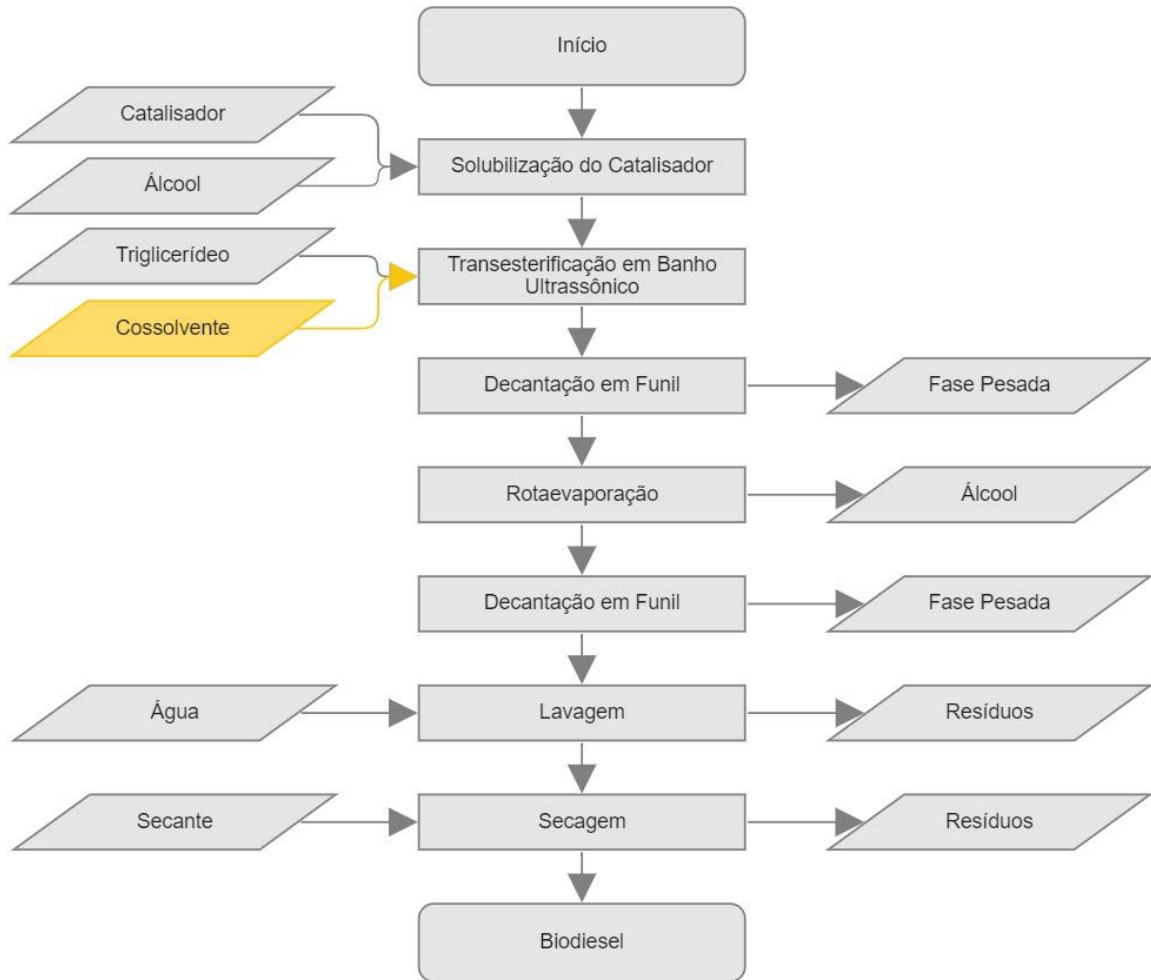 Início
Catalisador
Álcool
Solubilização do Catalisador
Triglicerídeo
Cossolvente
Transesterificação em Banho
Ultrassônico
Decantação em Funil
Fase Pesada
Rotaevaporação
Álcool
Decantação em Funil
Fase Pesada
Água
Lavagem
Resíduos
Secante
Secagem
Resíduos
Biodiesel